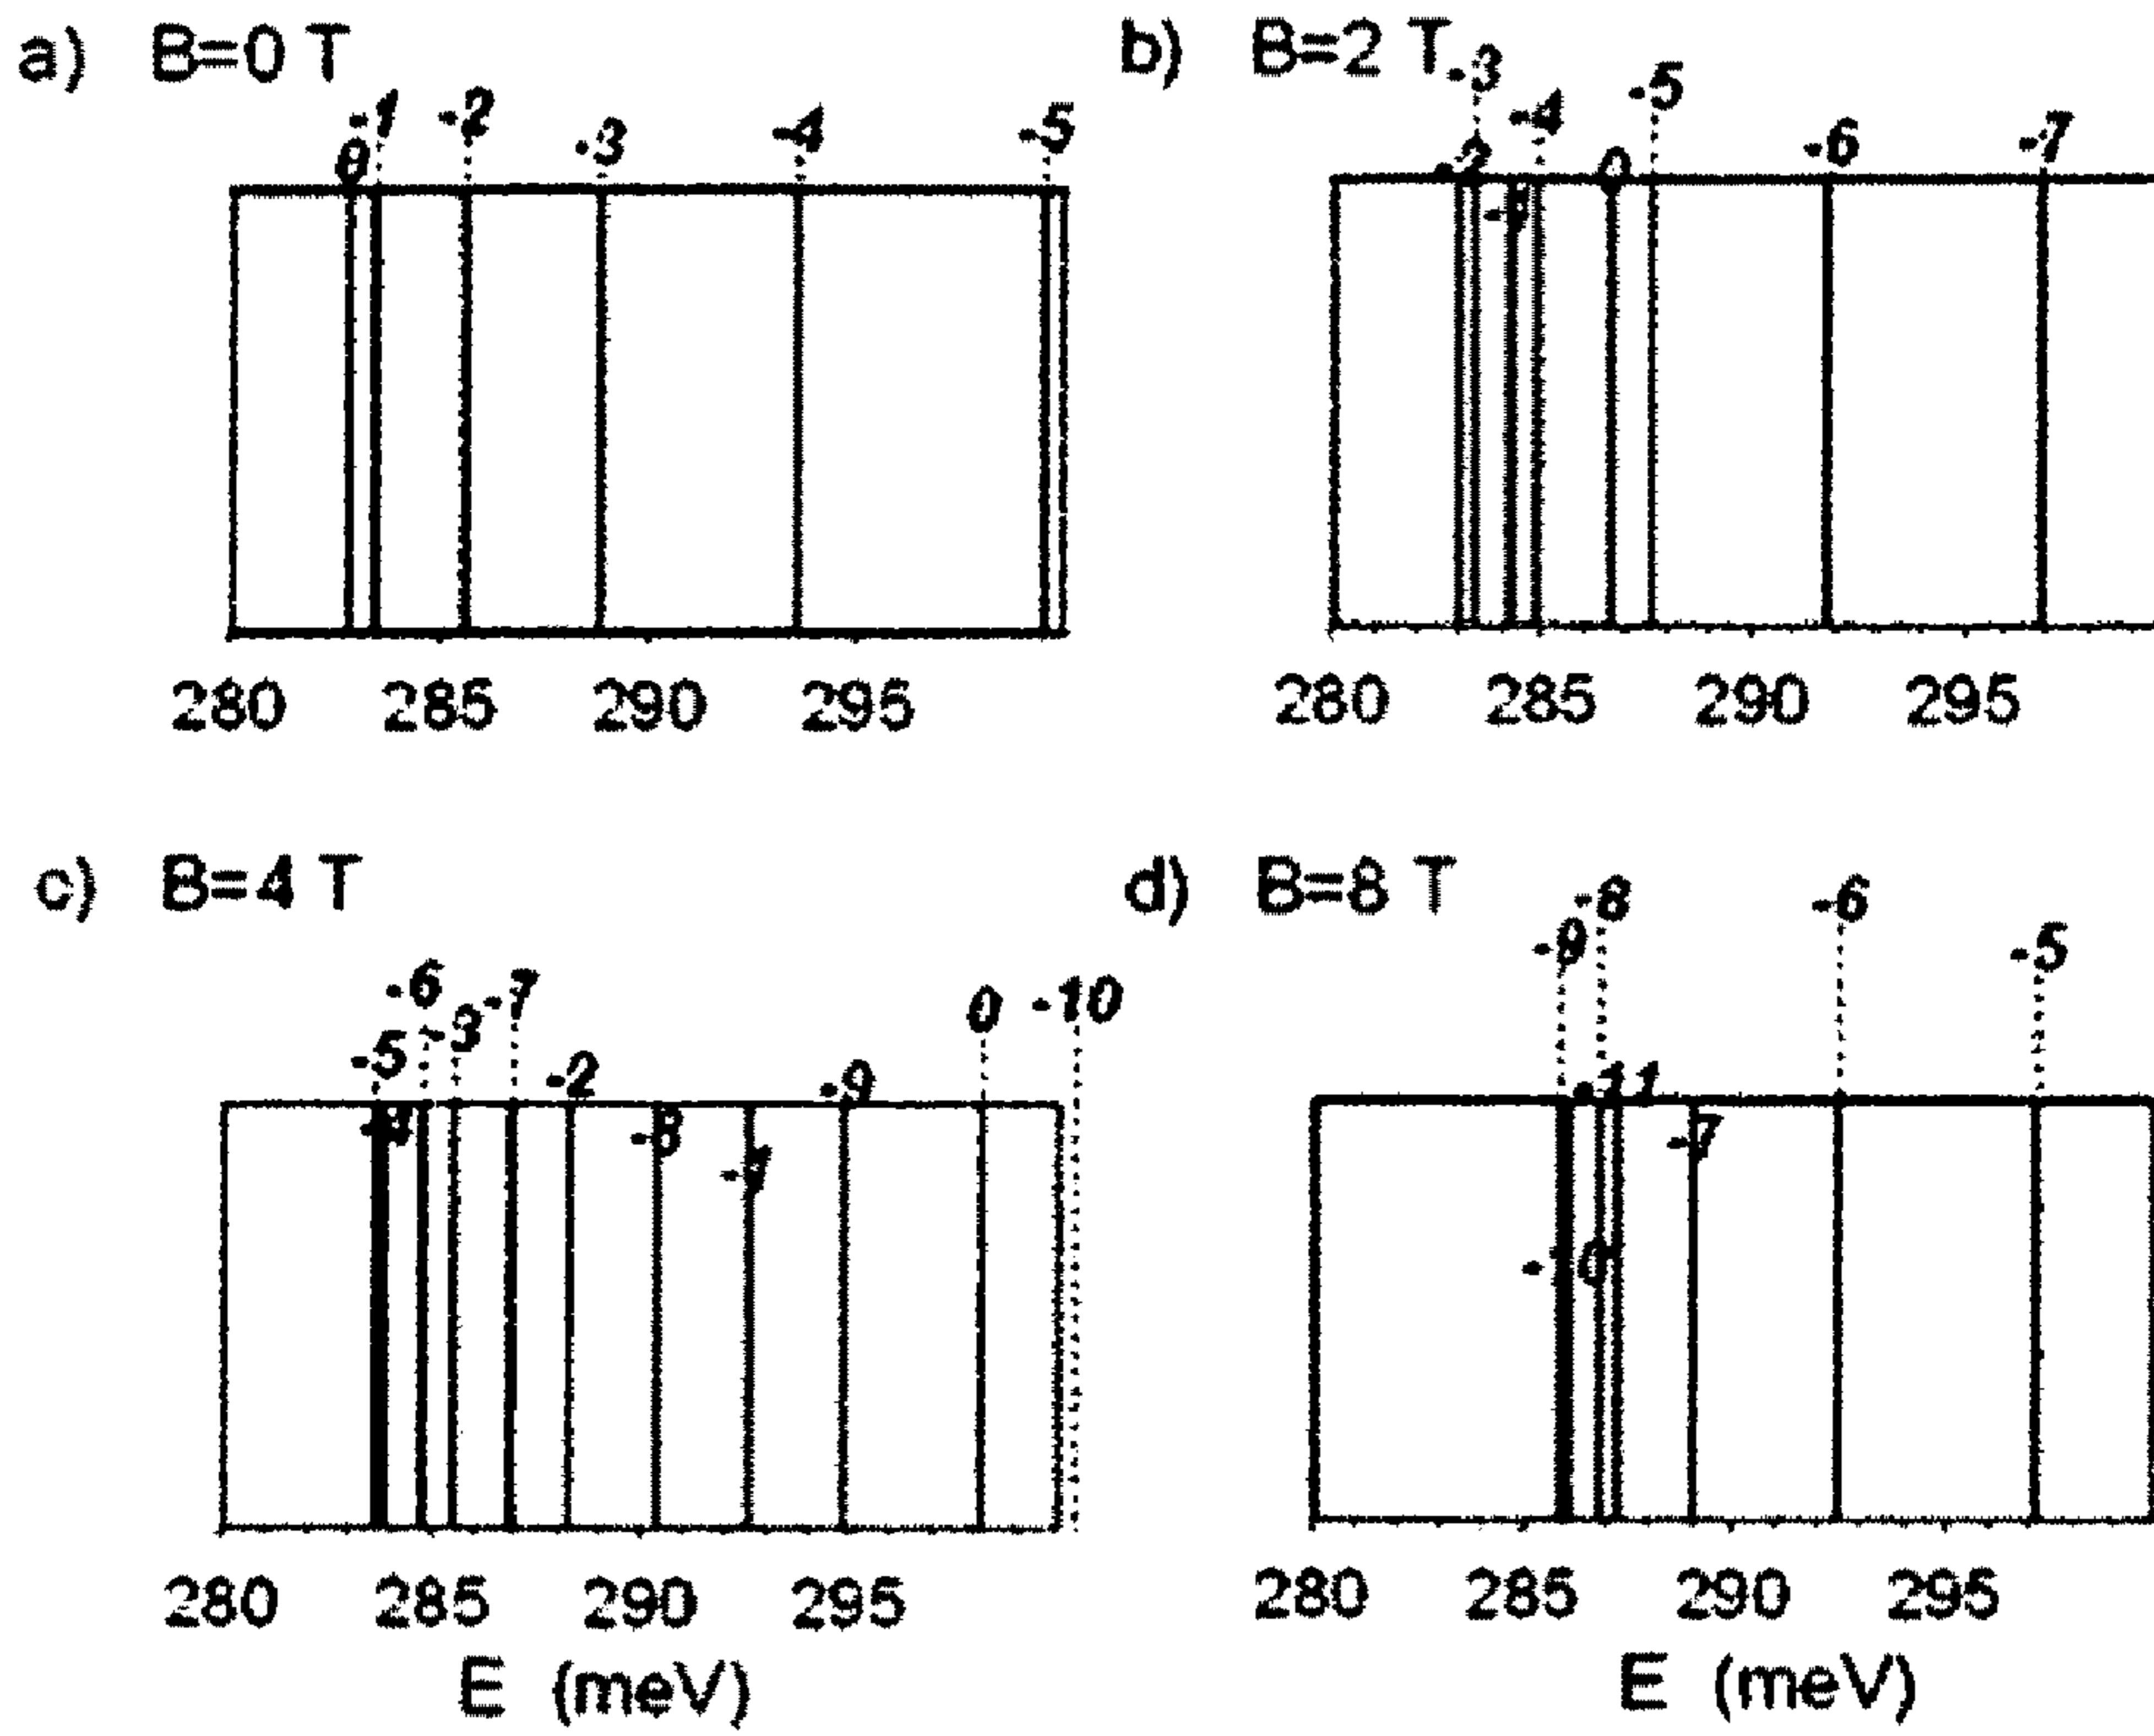 a) B=0 T
0 -1 -2 -3 -4 -5
280 285 290 295
b) B=2 T
-2 -3 -4 0 -5 -6 -7
280 285 290 295
c) B=4 T
-5 -6 -3 -7 -2 -8 -9 0 -10
280 285 290 295
E (meV)
d) B=8 T
-9 -8 -11 -7 -6 -5
280 285 290 295
E (meV)